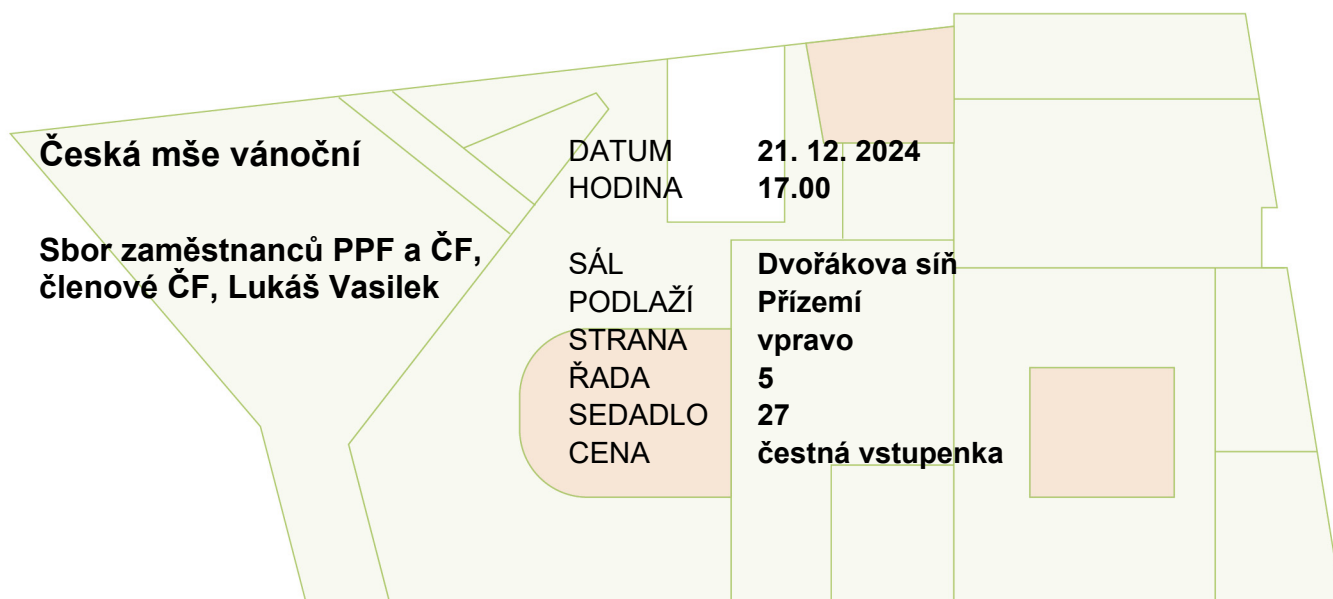 Česká mše vánoční
Sbor zaměstnanců PPF a ČF,
členové ČF, Lukáš Vasilek
DATUM 21. 12. 2024
HODINA 17.00
SÁL Dvořákova síň
PODLAŽÍ Přízemí
STRANA vpravo
ŘADA 5
SEDADLO 27
CENA čestná vstupenka